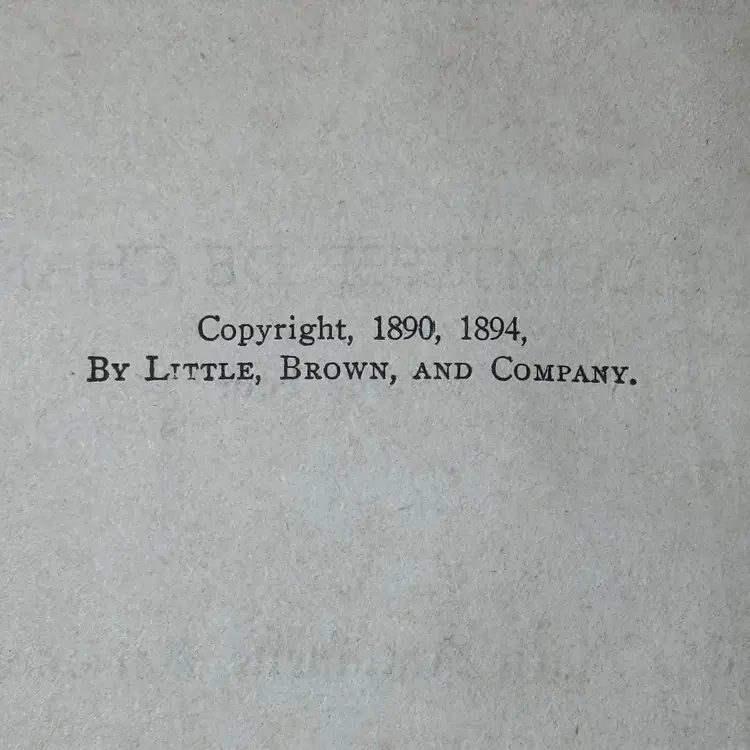 Copyright, 1890, 1894,
By Little, Brown, and Company.